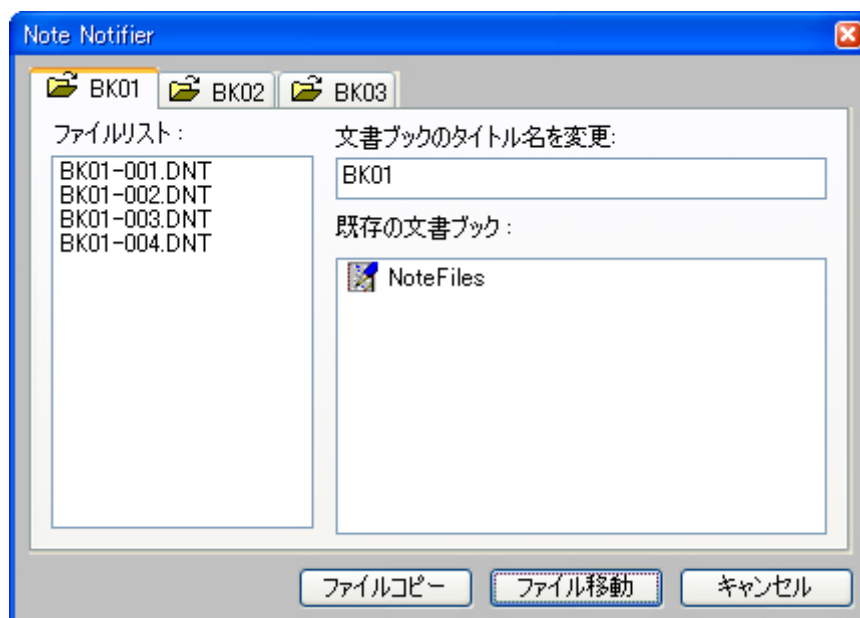 Note Notifier
BK01 BK02 BK03
ファイルリスト：
BK01-001.DNT
BK01-002.DNT
BK01-003.DNT
BK01-004.DNT
文書ブックのタイトル名を変更:
BK01
既存の文書ブック：
NoteFiles
ファイルコピー ファイル移動 キャンセル